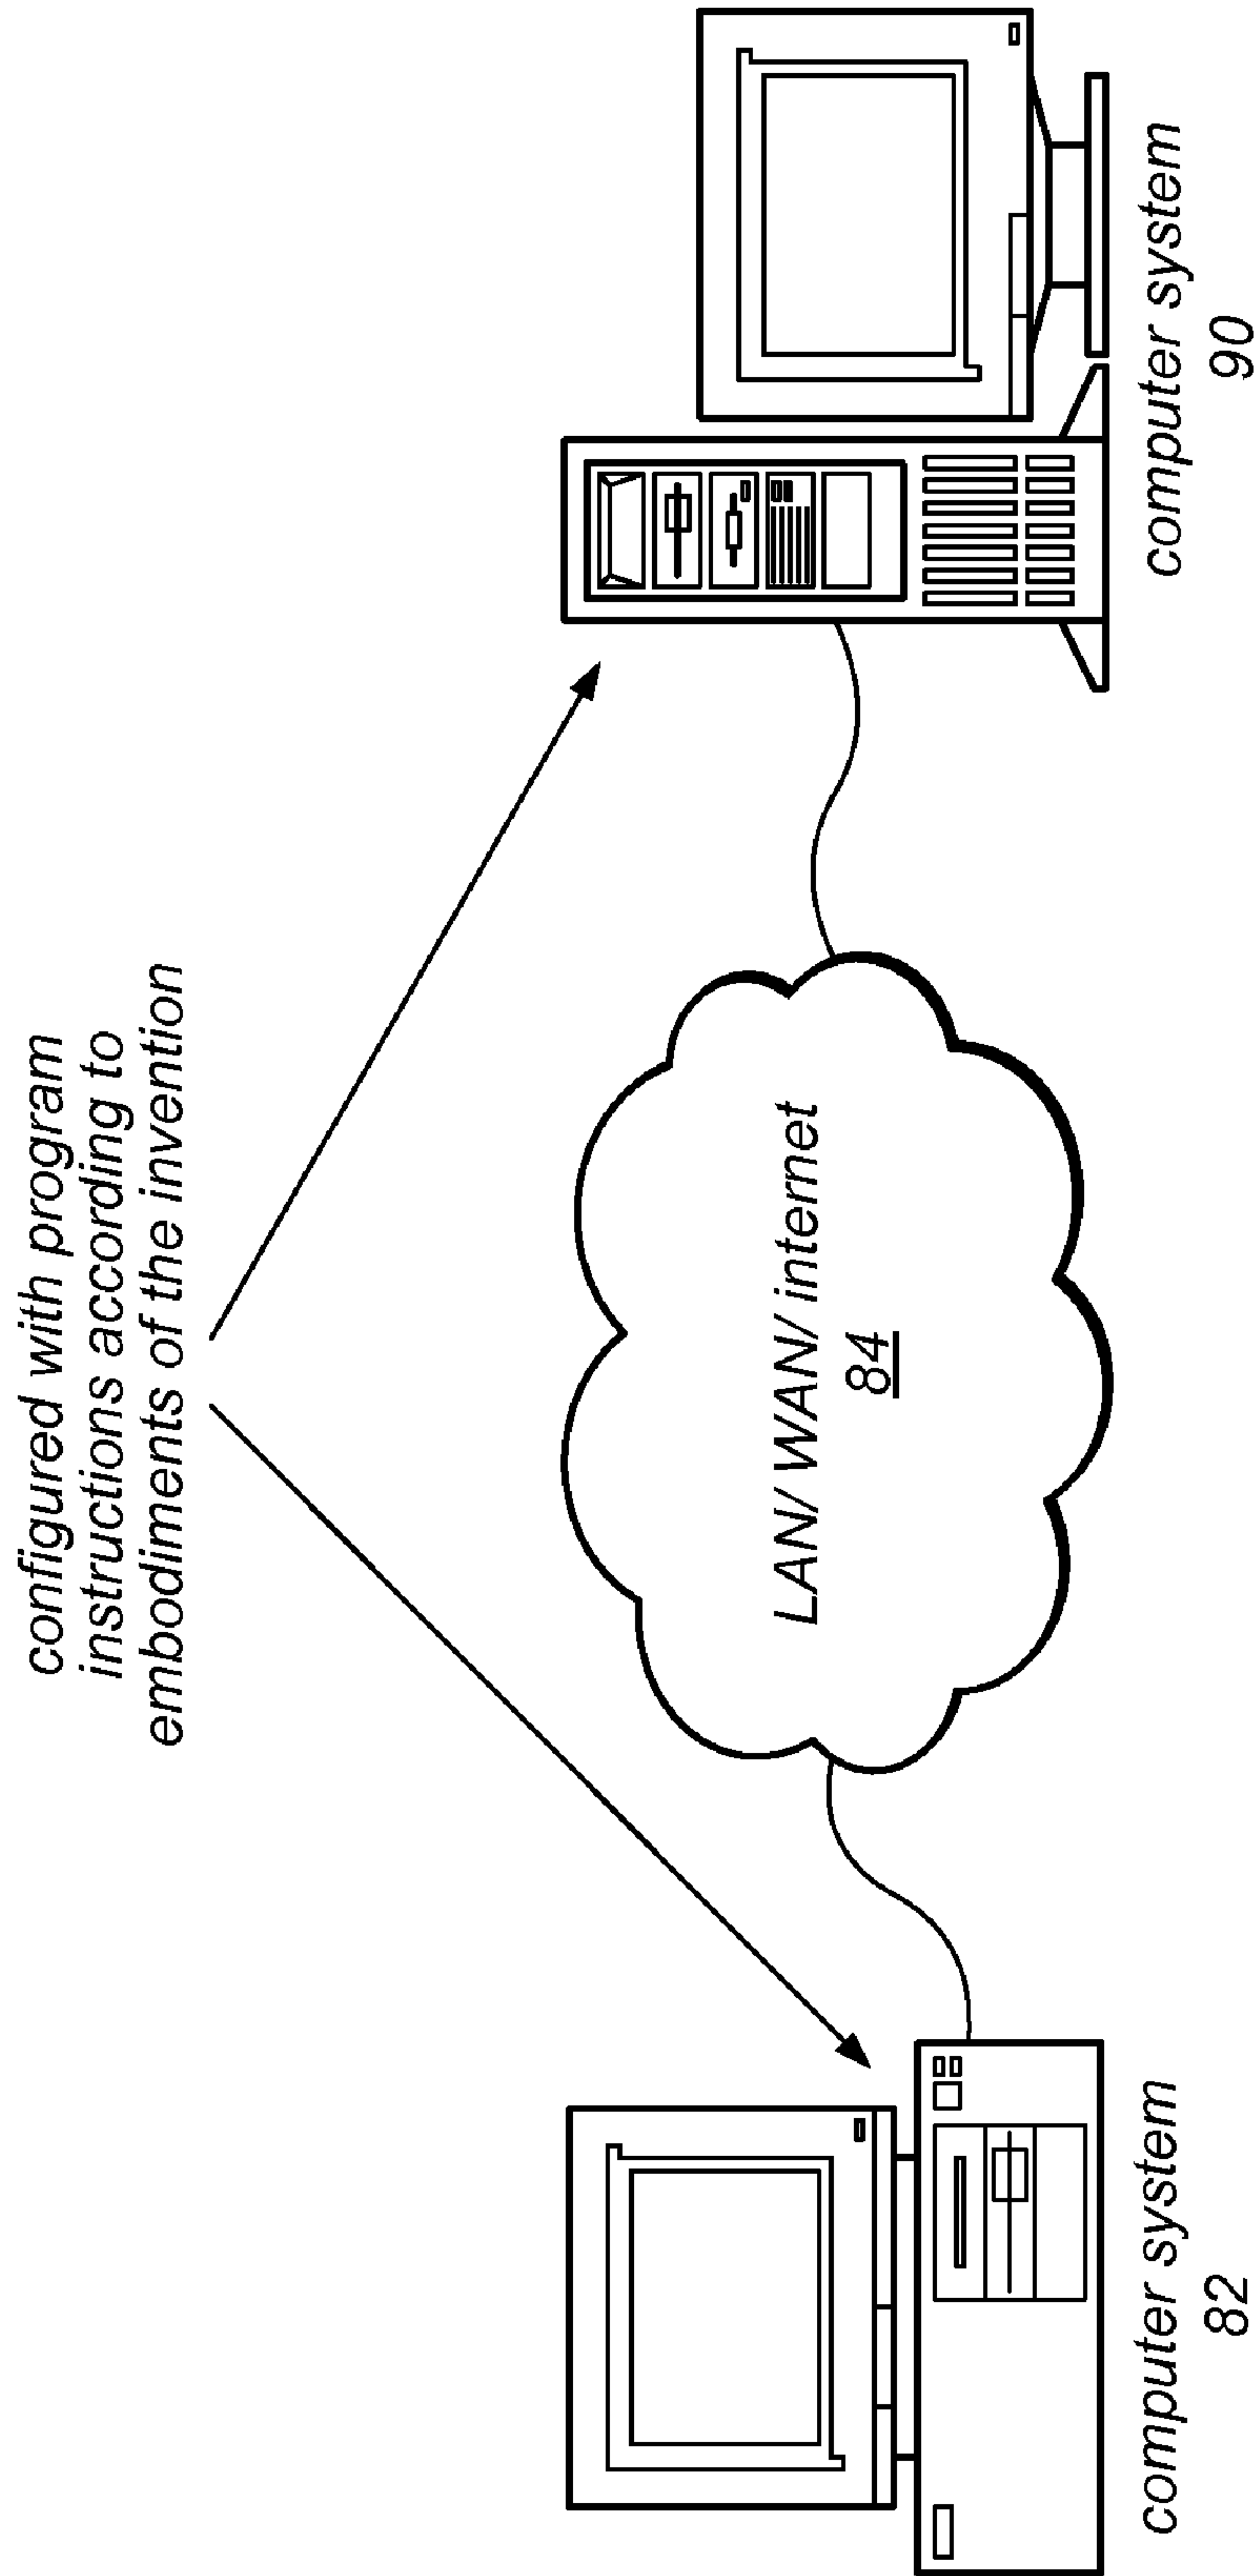 configured with program
instructions according to
embodiments of the invention
LAN/ WAN/ internet
84
computer system
82
computer system
90